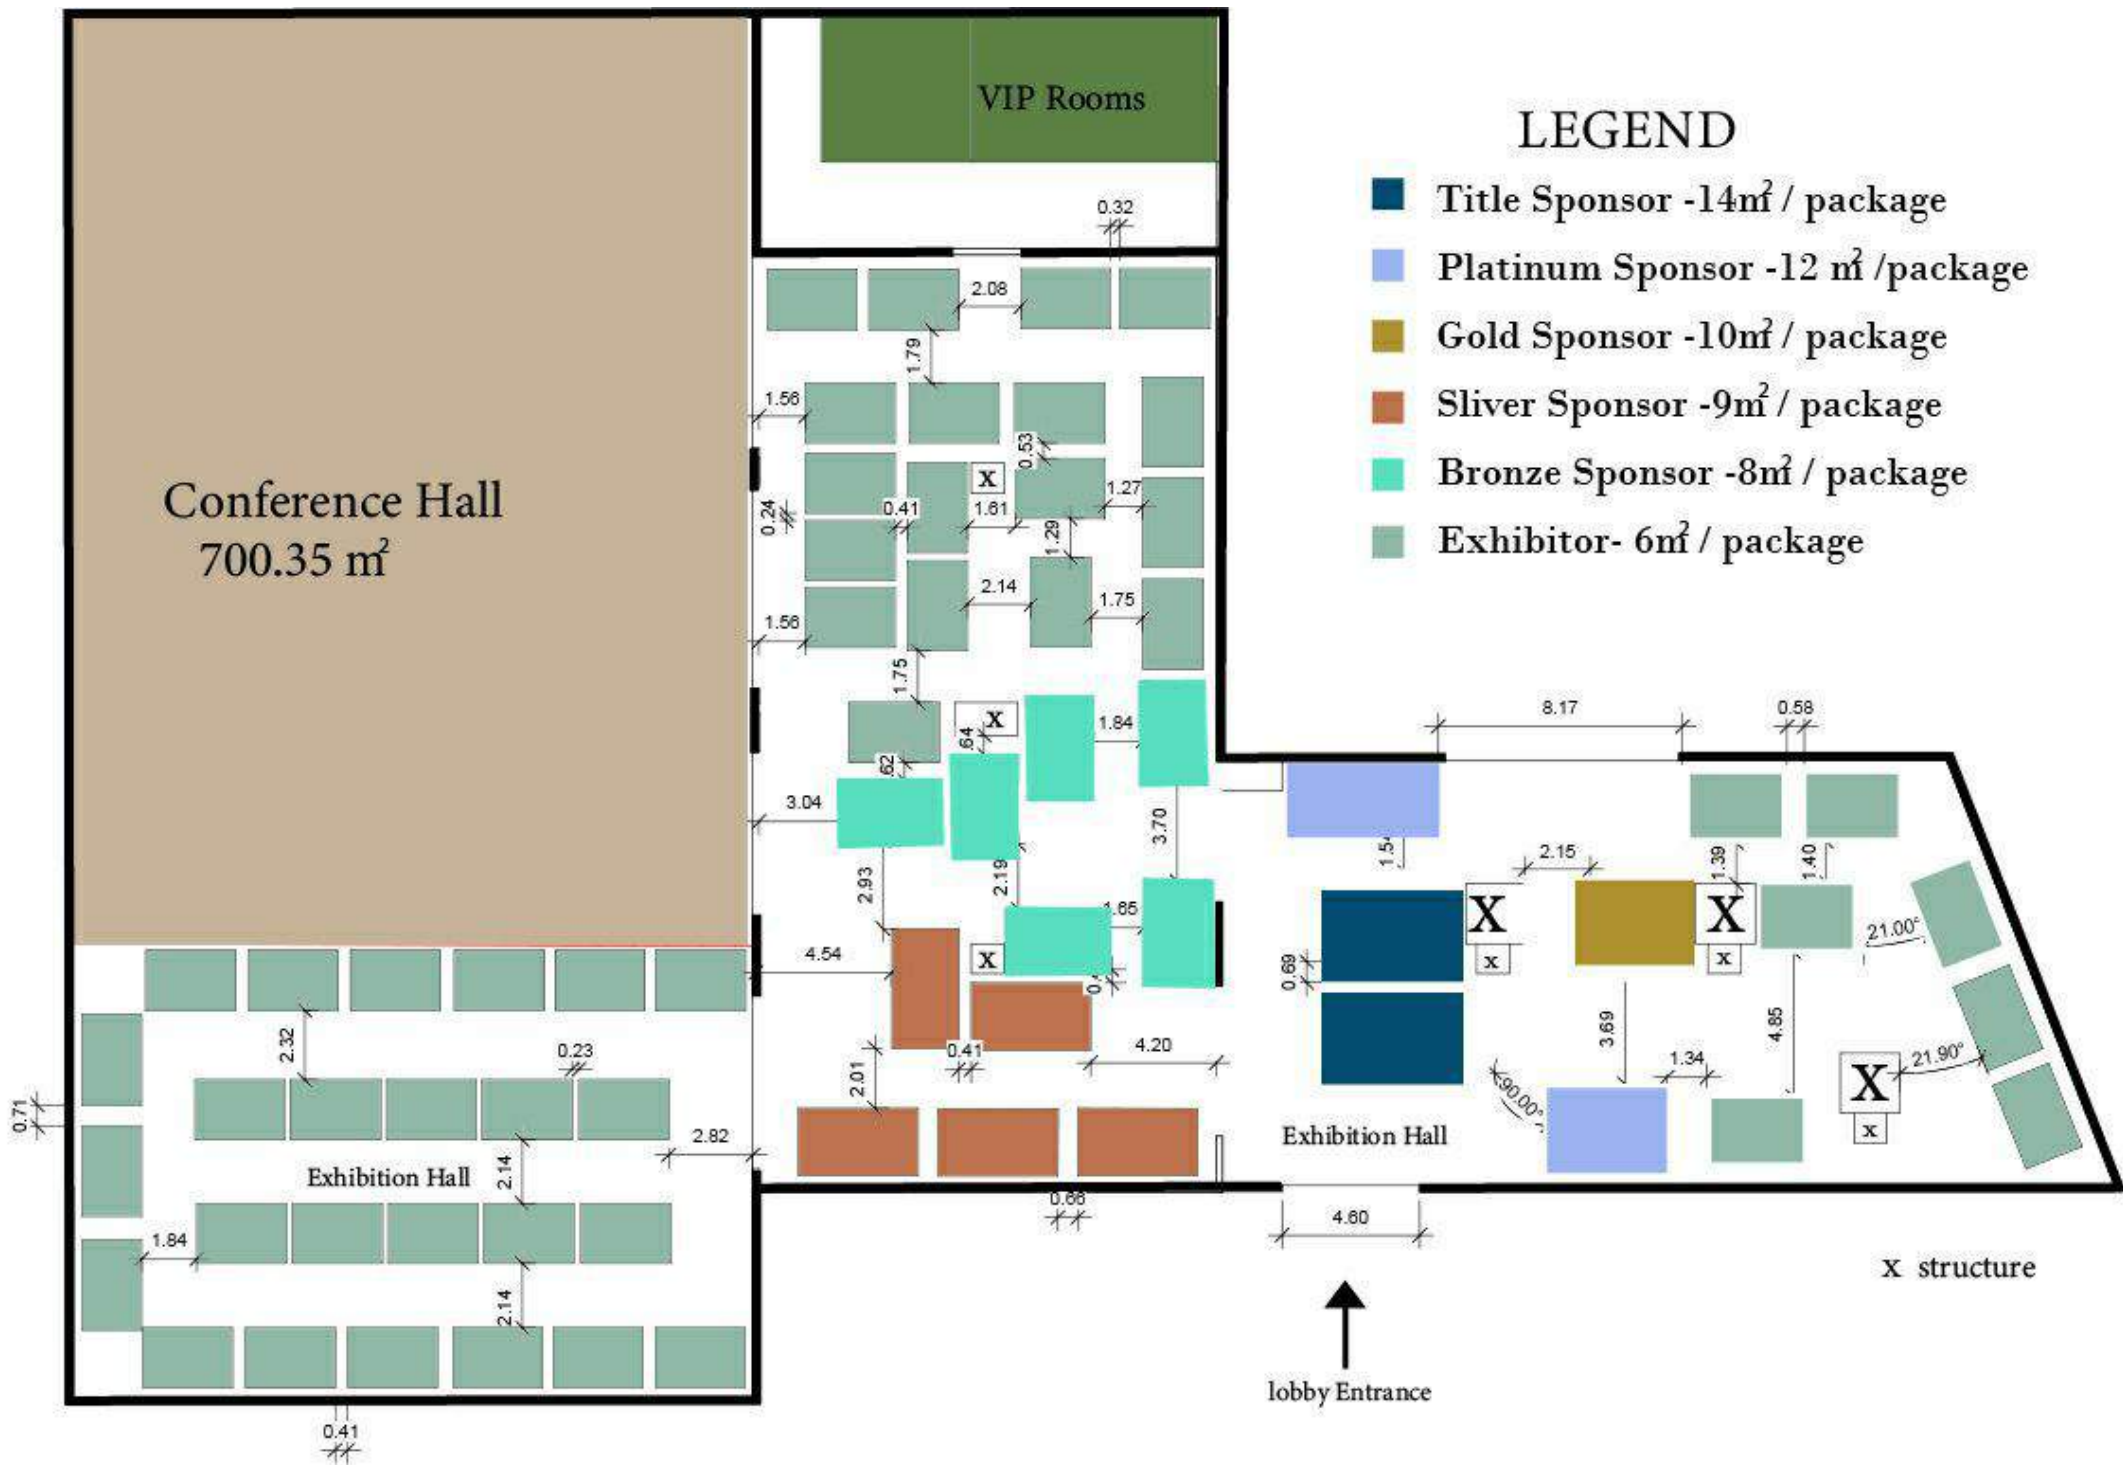 VIP Rooms
LEGEND
Title Sponsor -14m² / package
Platinum Sponsor -12 m² /package
Gold Sponsor -10m² / package
Sliver Sponsor -9m² / package
Bronze Sponsor -8m² / package
Exhibitor- 6m² / package
Conference Hall
700.35 m²
0.32
2.08
1.79
1.56
0.53
X
1.27
0.24
0.41
1.61
1.29
2.14
1.75
1.56
1.75
X
.64
1.84
.62
3.04
3.70
2.93
2.19
1.65
4.54
X
0.41
4.20
2.01
0.66
8.17
0.58
1.54
2.15
1.39
1.40
X
x
X
x
21.00°
0.69
3.69
4.85
1.34
21.90°
X
x
90.00°
Exhibition Hall
4.60
2.32
0.23
0.71
2.82
Exhibition Hall
2.14
1.84
2.14
0.41
x structure
lobby Entrance